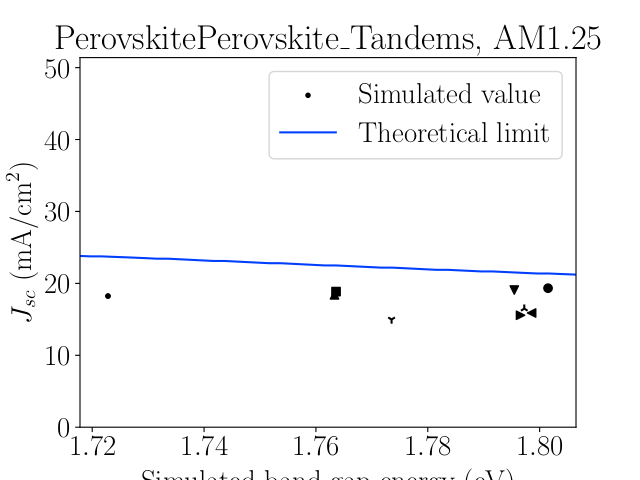 PerovskitePerovskite_Tandems, AM1.25
50
Simulated value
Theoretical limit
40
30
20
10
0
J_sc (mA/cm²)
1.72 1.74 1.76 1.78 1.80
Simulated band gap energy (eV)